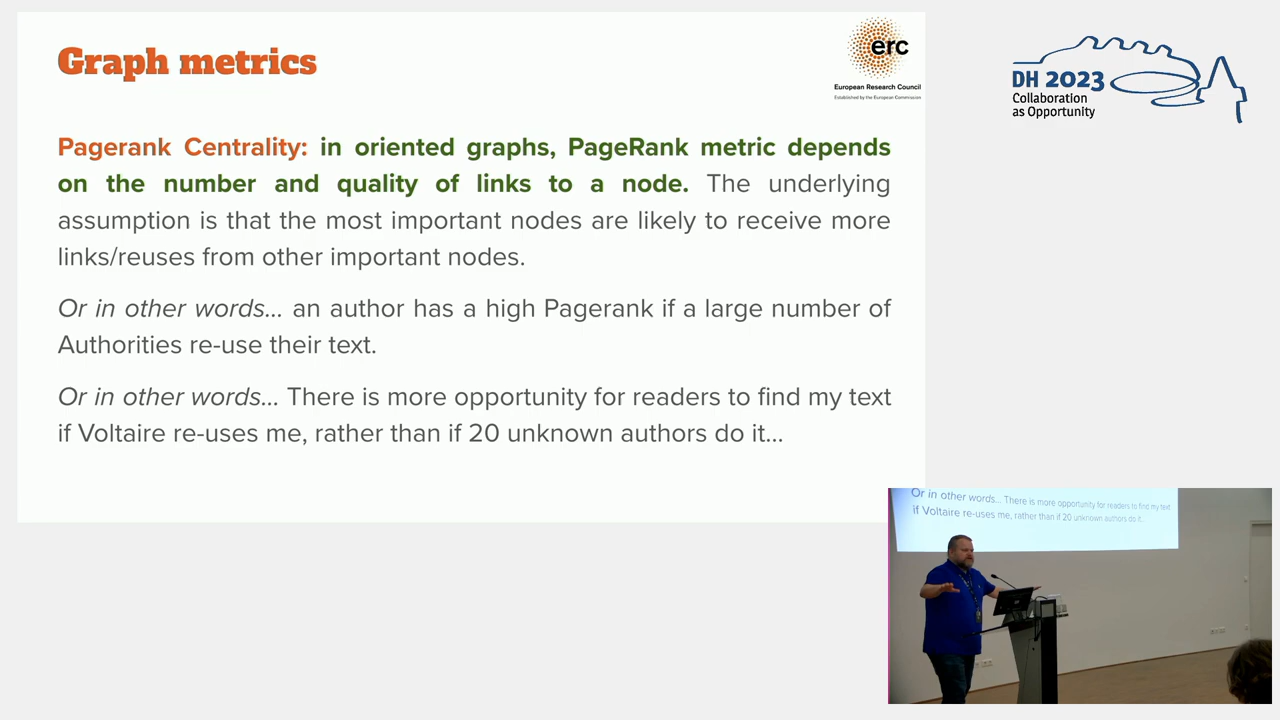 Graph metrics
erc
European Research Council
Established by the European Commission
DH 2023
Collaboration
as Opportunity
Pagerank Centrality: in oriented graphs, PageRank metric depends
on the number and quality of links to a node. The underlying
assumption is that the most important nodes are likely to receive more
links/reuses from other important nodes.
Or in other words... an author has a high Pagerank if a large number of
Authorities re-use their text.
Or in other words... There is more opportunity for readers to find my text
if Voltaire re-uses me, rather than if 20 unknown authors do it...
Or in other words... There is more opportunity for readers to find my text
if Voltaire re-uses me, rather than if 20 unknown authors do it.